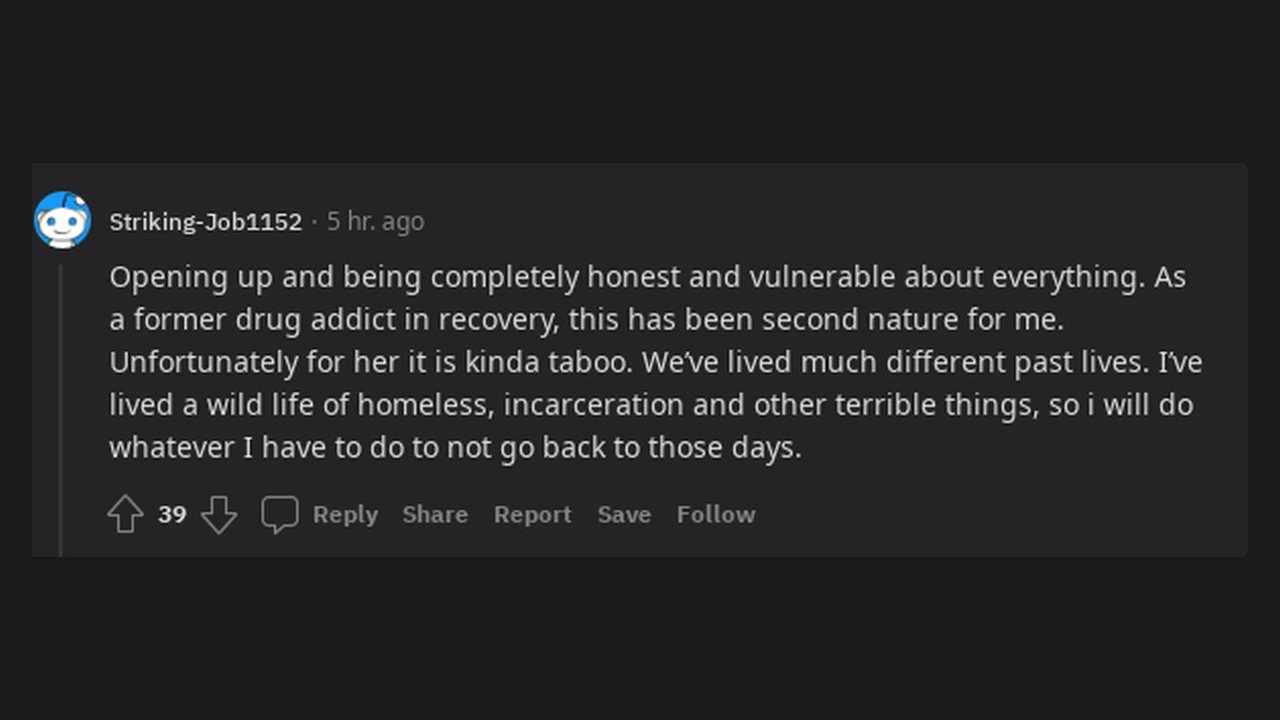 Striking-Job1152 · 5 hr. ago
Opening up and being completely honest and vulnerable about everything. As
a former drug addict in recovery, this has been second nature for me.
Unfortunately for her it is kinda taboo. We’ve lived much different past lives. I’ve
lived a wild life of homeless, incarceration and other terrible things, so i will do
whatever I have to do to not go back to those days.
39 Reply Share Report Save Follow